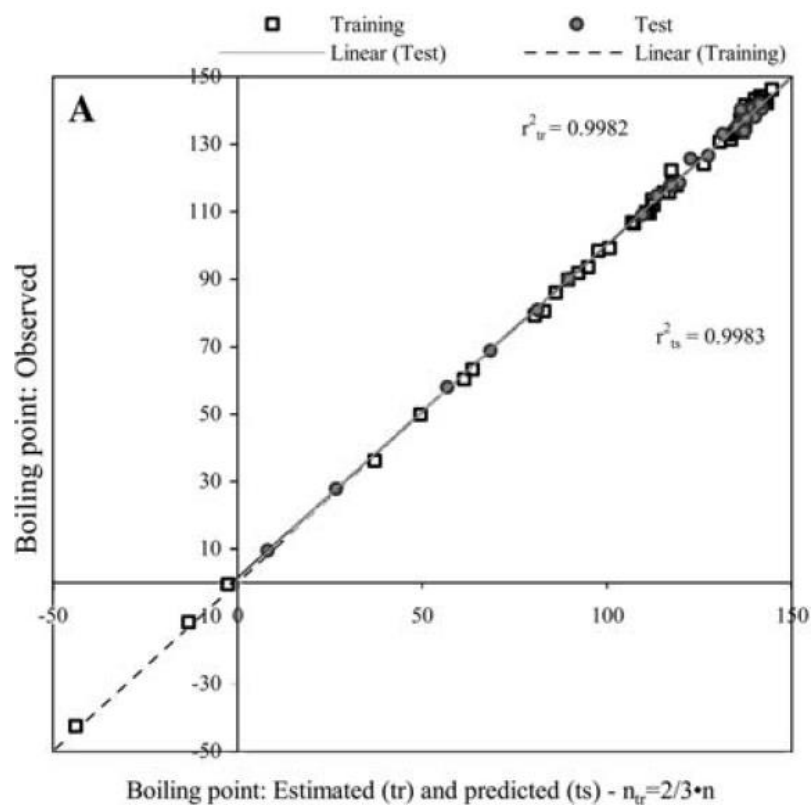 Training
Test
Linear (Test)
Linear (Training)
A
150
130
110
90
70
50
30
10
-10
-30
-50
r²tr = 0.9982
r²ts = 0.9983
-50
0
50
100
150
Boiling point: Observed
Boiling point: Estimated (tr) and predicted (ts) - ntr=2/3•n